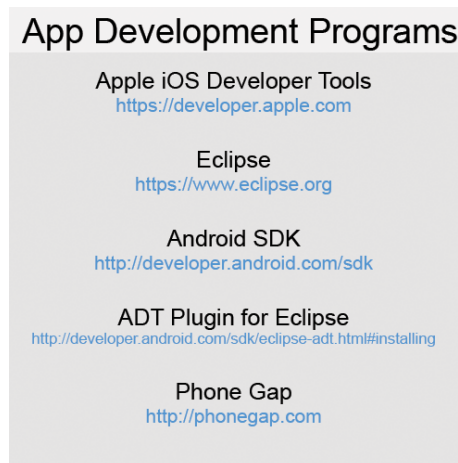 App Development Programs
Apple iOS Developer Tools
https://developer.apple.com
Eclipse
https://www.eclipse.org
Android SDK
http://developer.android.com/sdk
ADT Plugin for Eclipse
http://developer.android.com/sdk/eclipse-adt.html#installing
Phone Gap
http://phonegap.com